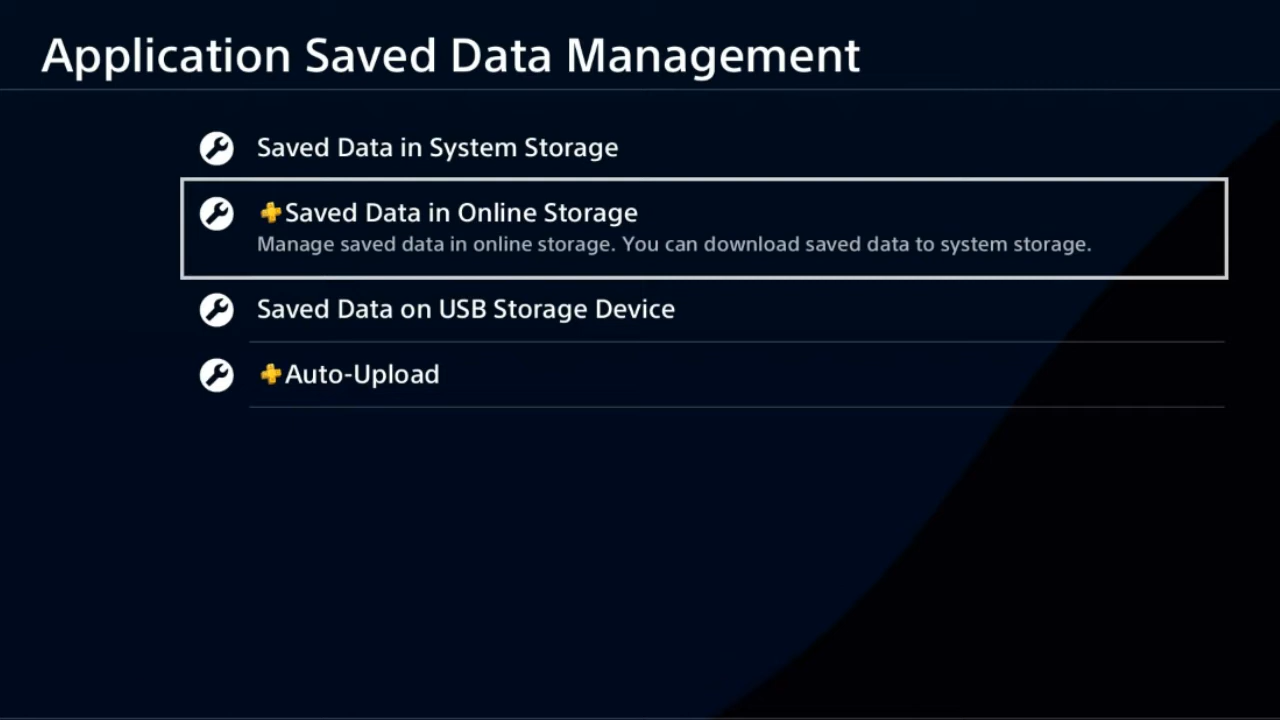 Application Saved Data Management
Saved Data in System Storage
Saved Data in Online Storage
Manage saved data in online storage. You can download saved data to system storage.
Saved Data on USB Storage Device
Auto-Upload